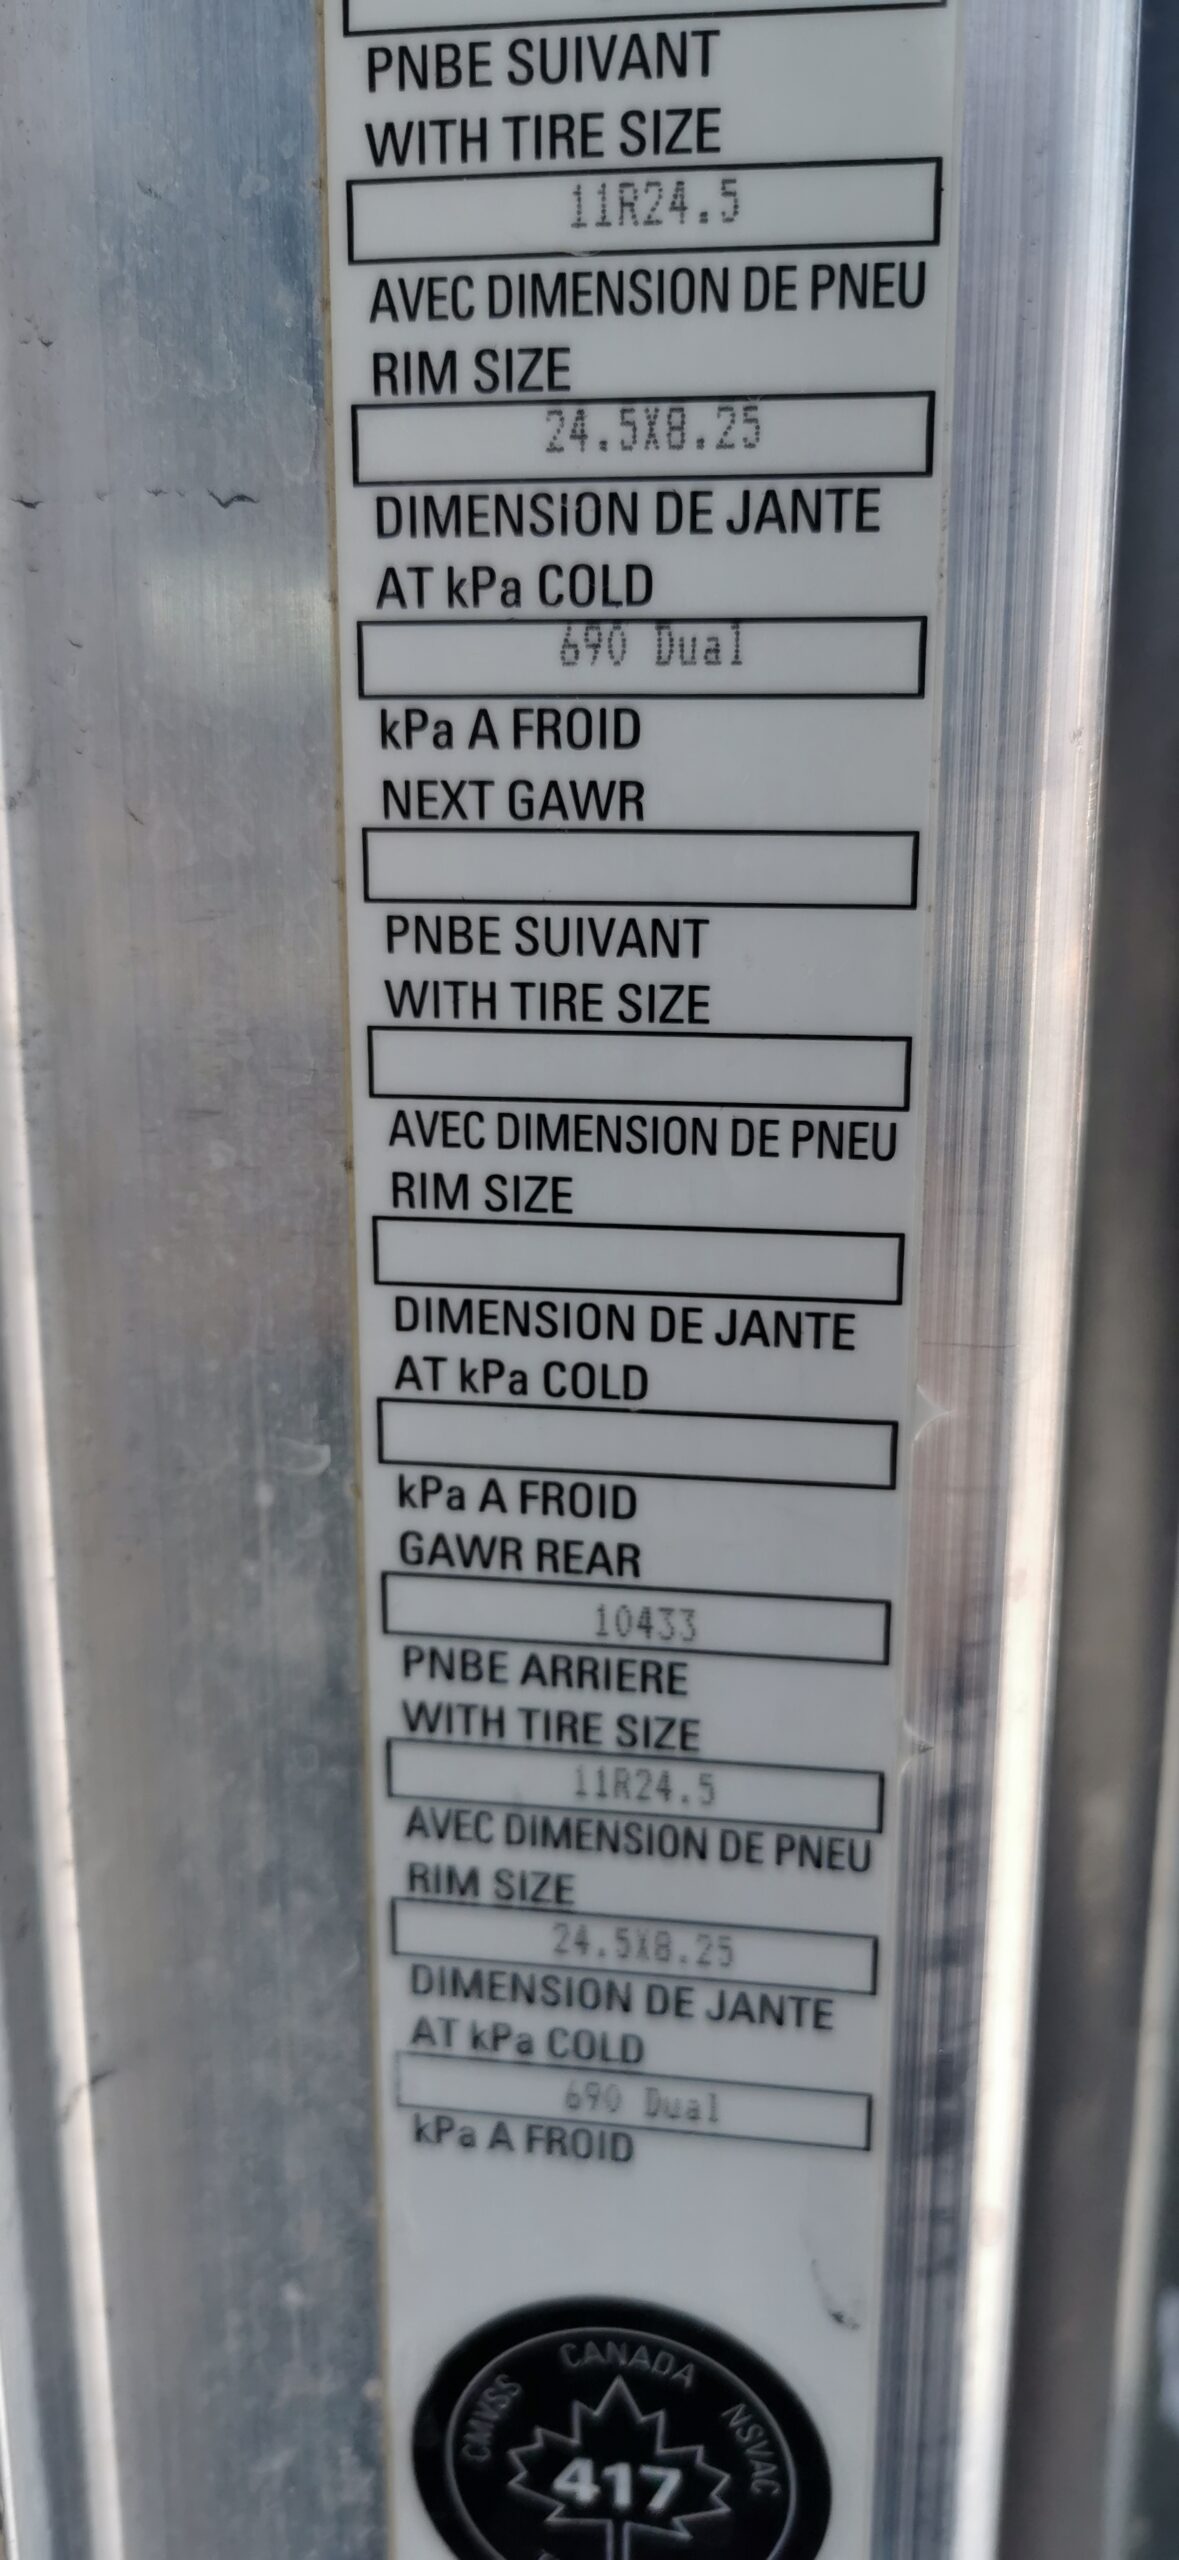 PNBE SUIVANT
WITH TIRE SIZE
11R24.5
AVEC DIMENSION DE PNEU
RIM SIZE
24.5X8.25
DIMENSION DE JANTE
AT kPa COLD
690 Dual
kPa A FROID
NEXT GAWR
PNBE SUIVANT
WITH TIRE SIZE
AVEC DIMENSION DE PNEU
RIM SIZE
DIMENSION DE JANTE
AT kPa COLD
kPa A FROID
GAWR REAR
10433
PNBE ARRIERE
WITH TIRE SIZE
11R24.5
AVEC DIMENSION DE PNEU
RIM SIZE
24.5X8.25
DIMENSION DE JANTE
AT kPa COLD
690 Dual
kPa A FROID
CMVSS CANADA NSVAC
417